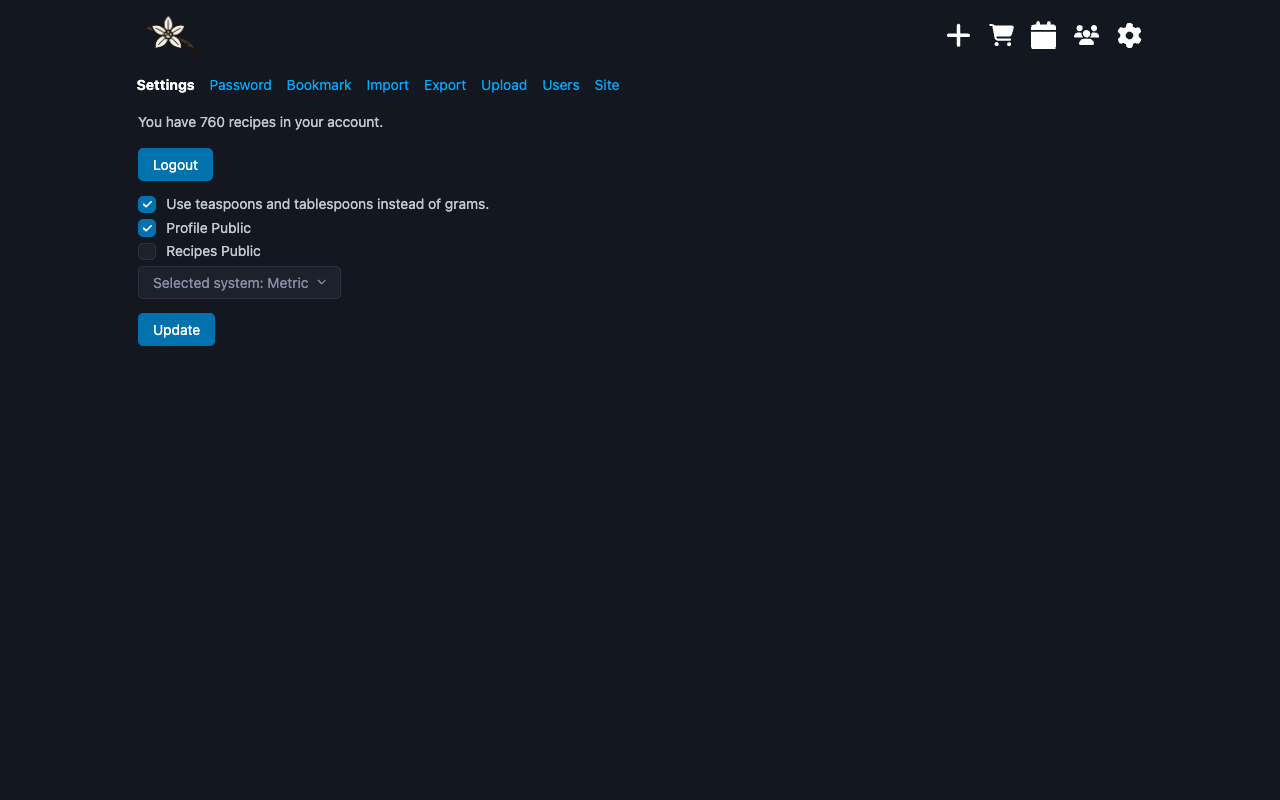 Settings Password Bookmark Import Export Upload Users Site
You have 760 recipes in your account.
Logout
Use teaspoons and tablespoons instead of grams.
Profile Public
Recipes Public
Selected system: Metric
Update